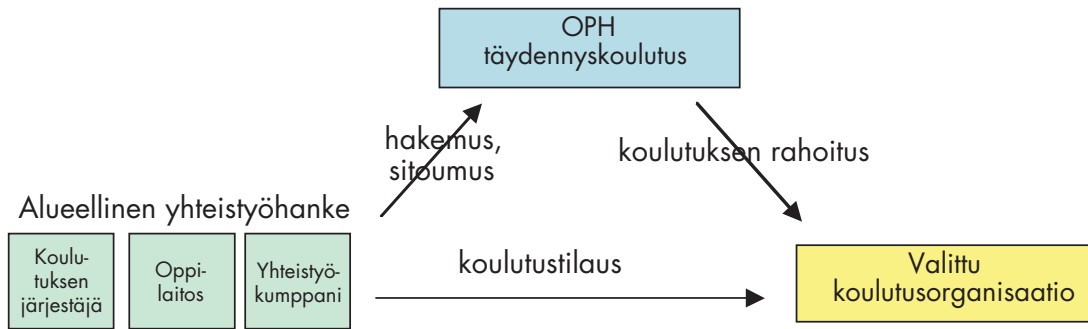 OPH
täydennyskoulutus
hakemus,
sitoumus
koulutuksen rahoitus
Alueellinen yhteistyöhanke
Koulu-
tuksen
järjestäjä
Oppi-
laitos
Yhteistyö-
kumppani
koulutustilaus
Valittu
koulutusorganisaatio